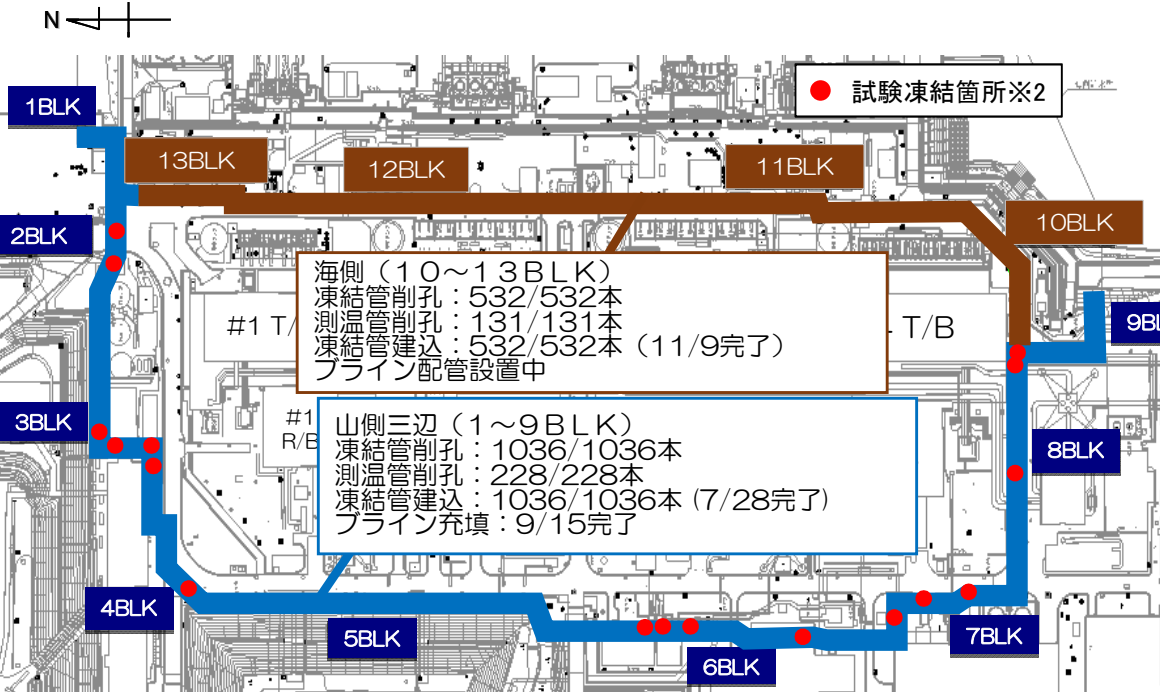 N
試験凍結箇所※2
1BLK
13BLK
12BLK
11BLK
10BLK
2BLK
海側（１０～１３ＢＬＫ）
凍結管削孔：532/532本
測温管削孔：131/131本
凍結管建込：532/532本（11/9完了）
ブライン配管設置中
#1 T/
T/B
9BL
#1
R/B
山側三辺（１～９ＢＬＫ）
凍結管削孔：1036/1036本
測温管削孔：228/228本
凍結管建込：1036/1036本 (7/28完了)
ブライン充填：9/15完了
3BLK
8BLK
4BLK
5BLK
6BLK
7BLK